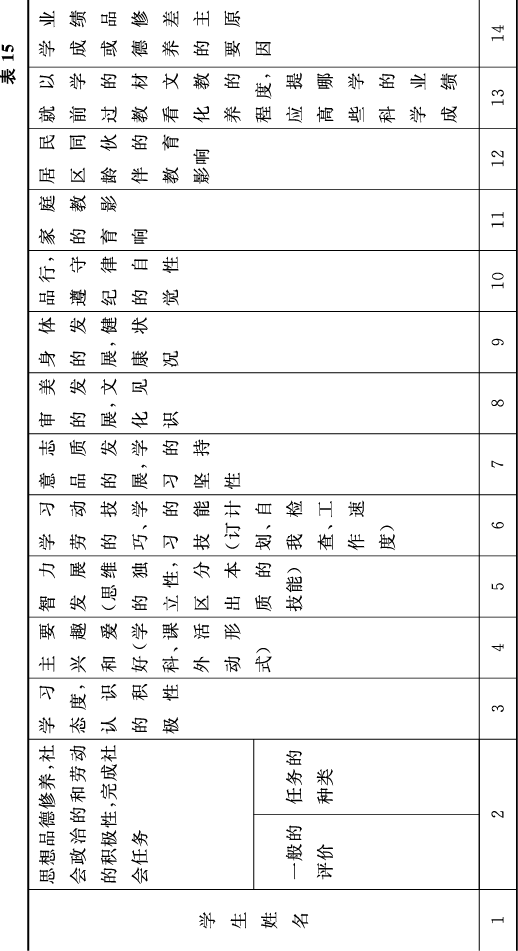 表 15
学生姓名
思想品德修养,社
会政治的和劳动
的积极性,完成社
会任务
一般的
评价
任务的
种类
学习
态度,
认识
的积
极性
主要
兴趣
和爱
好(学
科、课
外活
动形
式)
智力
发展
(思维
的独
立性,
区分
出本
质的
技能)
学习
劳动
的技
巧、学
习的
技能
(订计
划、自
我检
查、工
作速
度)
意志
品质
的发
展,学
习的
坚持
性
审美
的发
展,文
化见
识
身体
的发
展,健
康状
况
品行,
遵守
纪律
的自
觉性
家庭
的教
育影
响
居民
区同
龄伙
伴的
教育
影响
就以
前学
过的
教材
看文
化教
养的
程度,
应提
高哪
些学
科的
学业
成绩
学业
成绩
或品
德修
养差
的主
要原
因
1 2 3 4 5 6 7 8 9 10 11 12 13 14